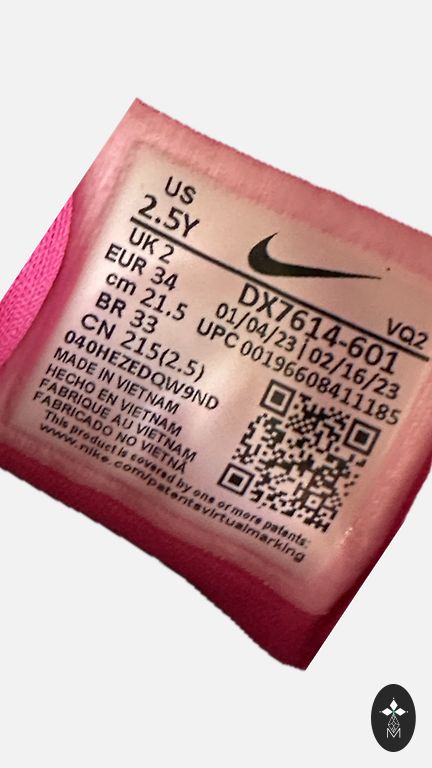 US
2.5Y
UK 2
EUR 34
cm 21.5
BR 33
CN 215(2.5)
040HEZEDQW9ND
MADE IN VIETNAM
HECHO EN VIETNAM
FABRIQUE AU VIETNAM
FABRICADO NO VIETNÃ
This product is covered by one or more patents:
www.nike.com/patentsvirtualmarking
VQ2
DX7614-601
01/04/23 | 02/16/23
UPC 00196608411185
M